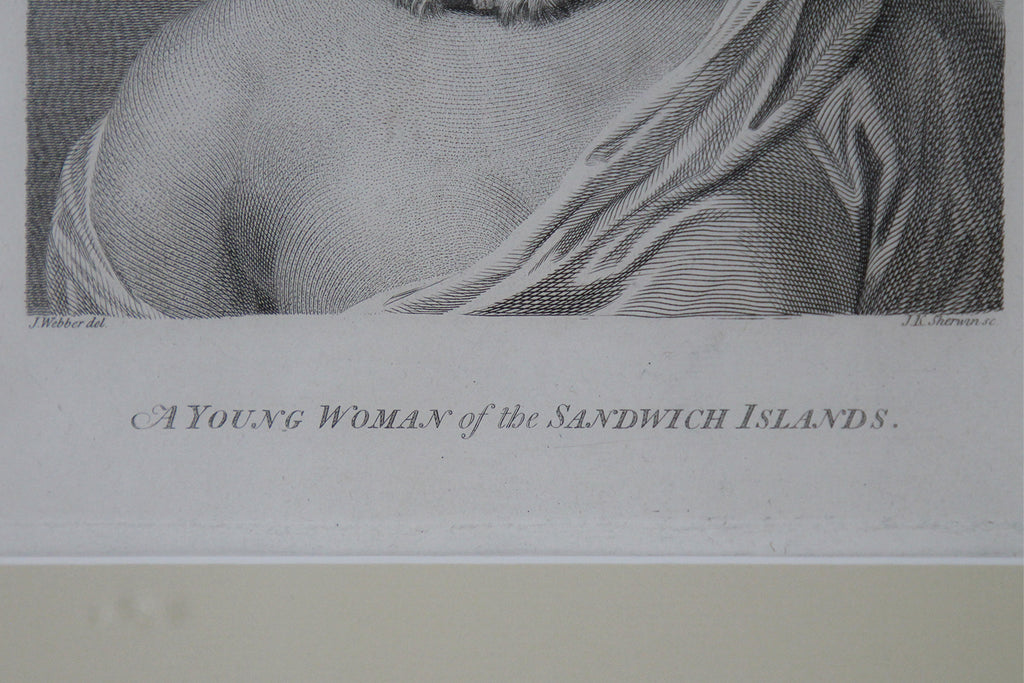 J. Webber del.
J. K. Sherwin sc
A YOUNG WOMAN of the SANDWICH ISLANDS.